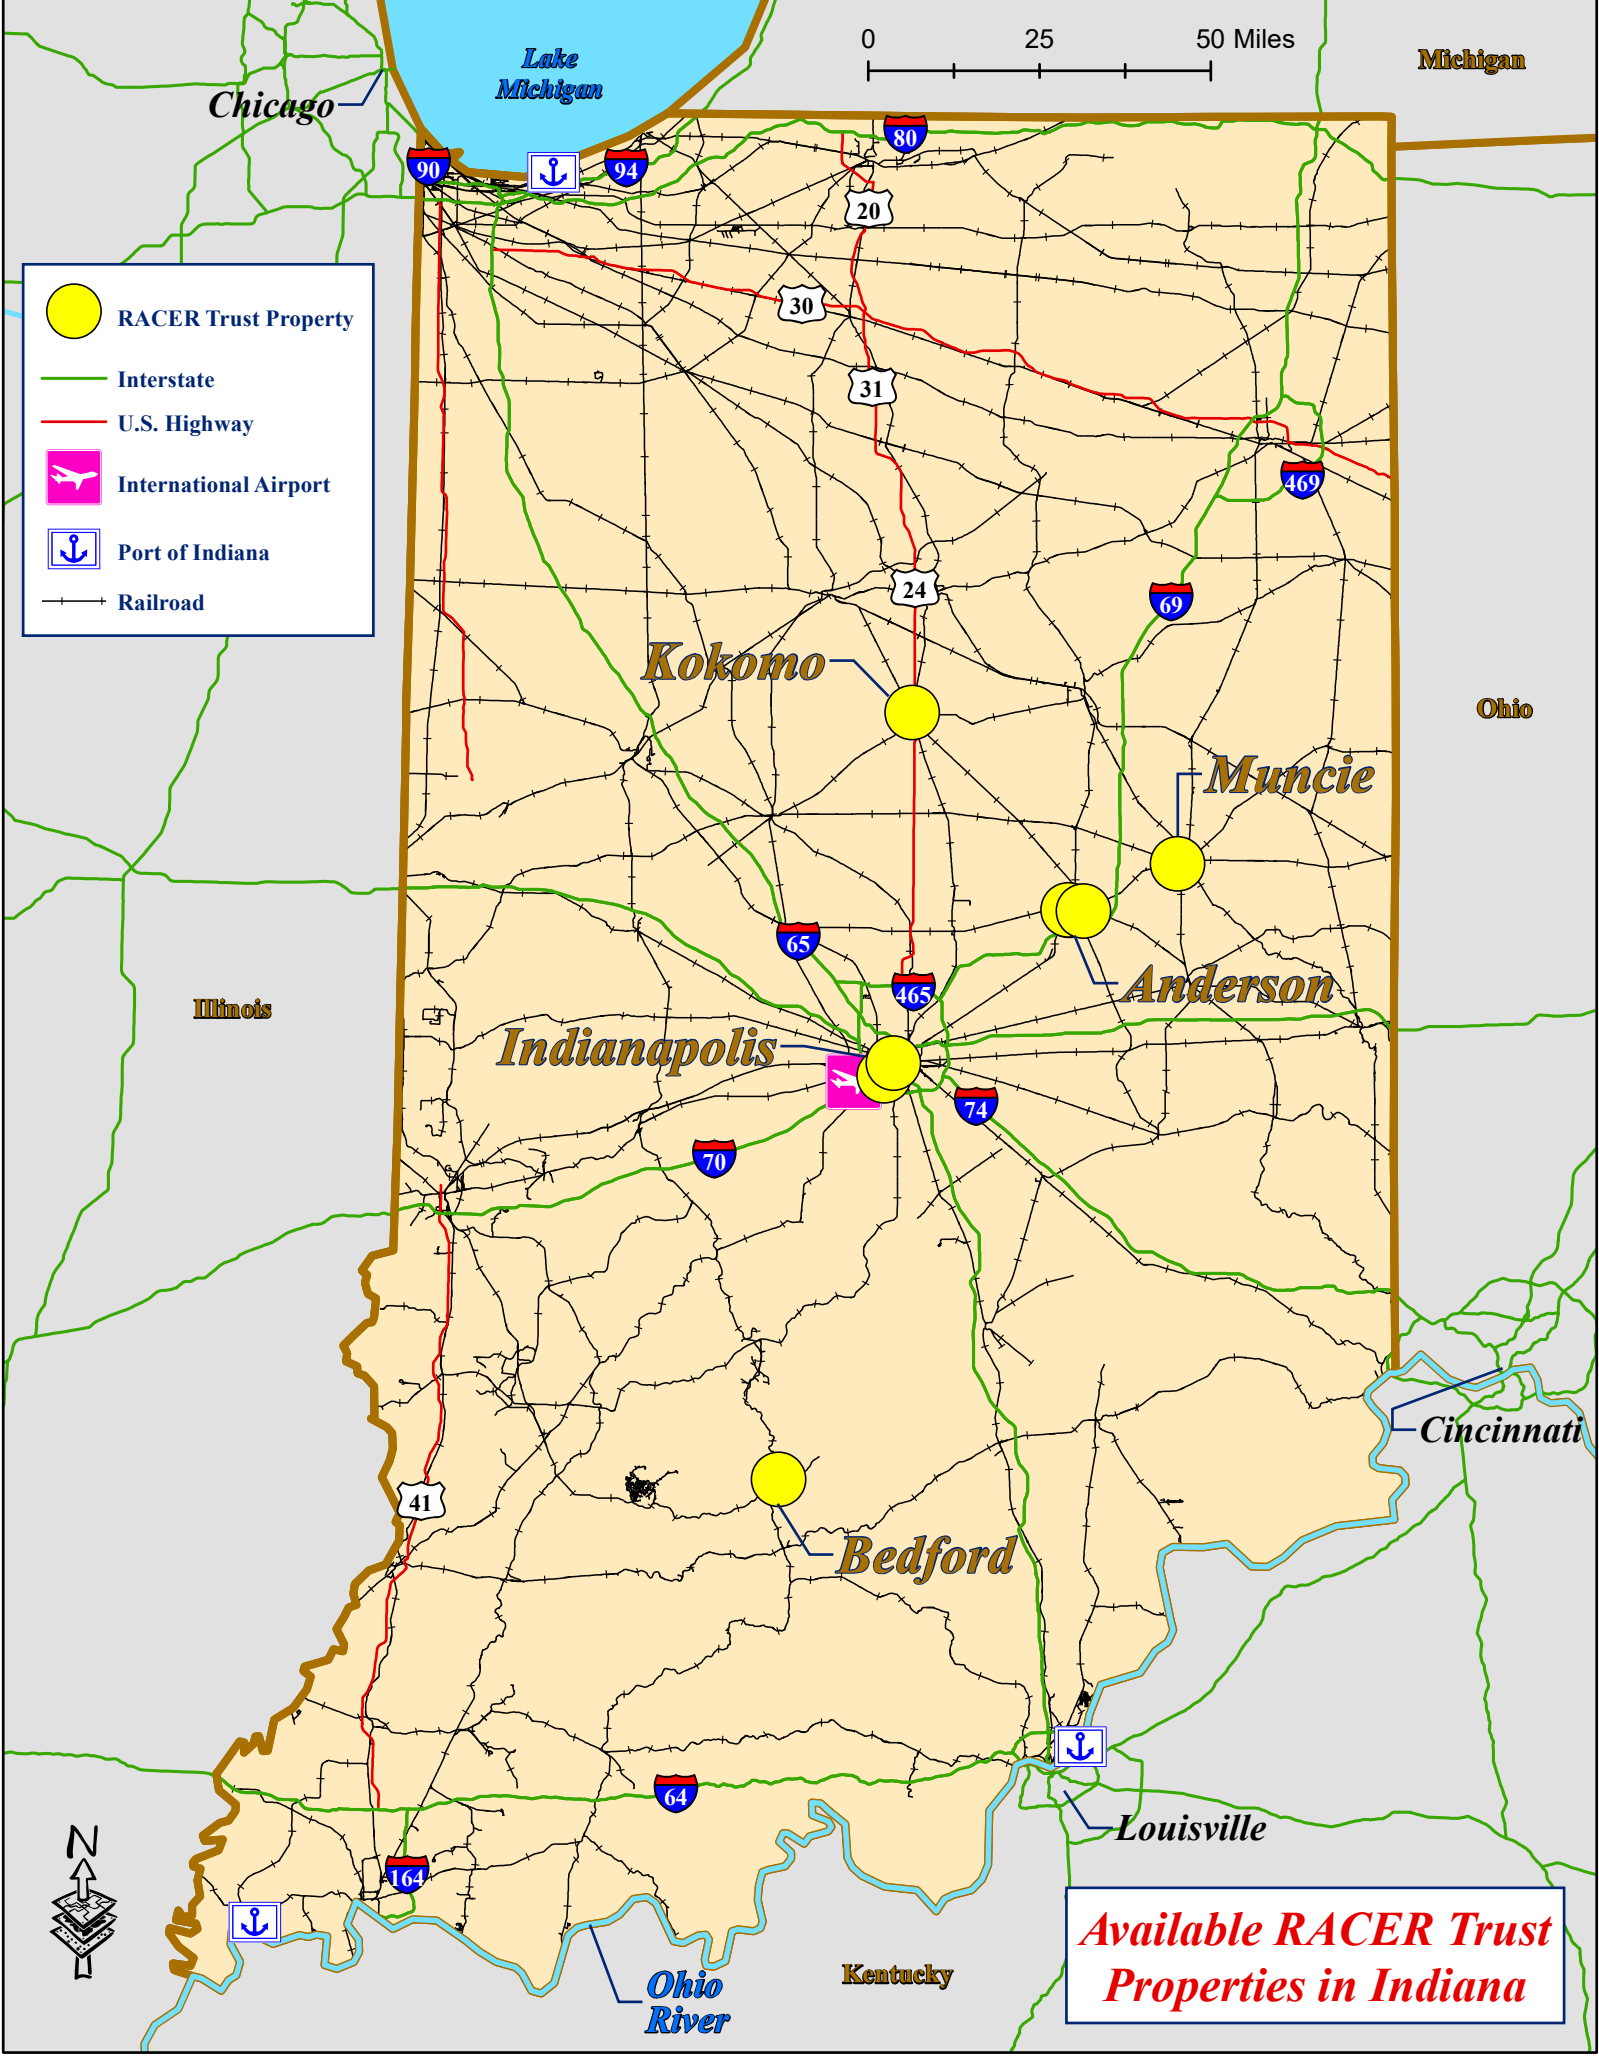 0 25 50 Miles
Michigan
Lake
Michigan
Chicago
80
90
94
20
30
31
RACER Trust Property
Interstate
U.S. Highway
International Airport
Port of Indiana
Railroad
469
24
69
Kokomo
Ohio
Muncie
65
Anderson
465
Illinois
Indianapolis
74
70
Cincinnati
41
Bedford
64
Louisville
164
N
Available RACER Trust
Properties in Indiana
Kentucky
Ohio
River